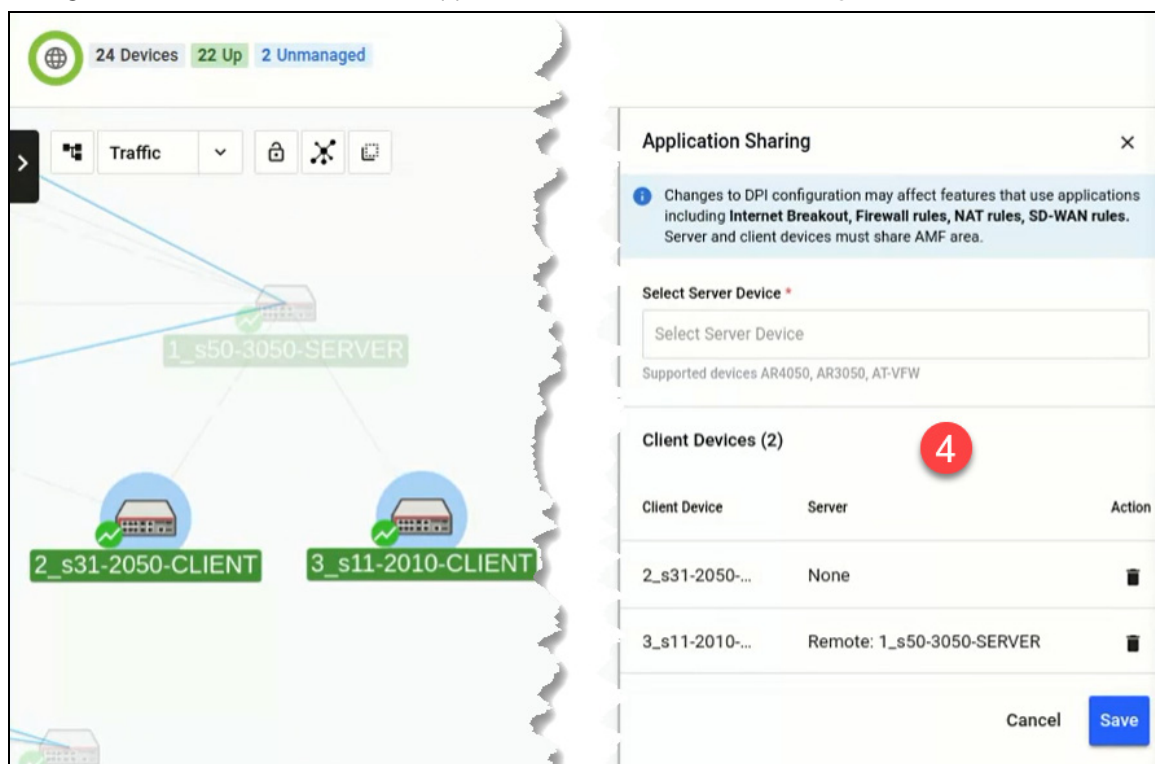 24 Devices 22 Up 2 Unmanaged
Traffic
1_s50-3050-SERVER
2_s31-2050-CLIENT
3_s11-2010-CLIENT
Application Sharing
Changes to DPI configuration may affect features that use applications
including Internet Breakout, Firewall rules, NAT rules, SD-WAN rules.
Server and client devices must share AMF area.
Select Server Device *
Select Server Device
Supported devices AR4050, AR3050, AT-VFW
Client Devices (2)
4
Client Device Server Action
2_s31-2050-... None
3_s11-2010-... Remote: 1_s50-3050-SERVER
Cancel Save